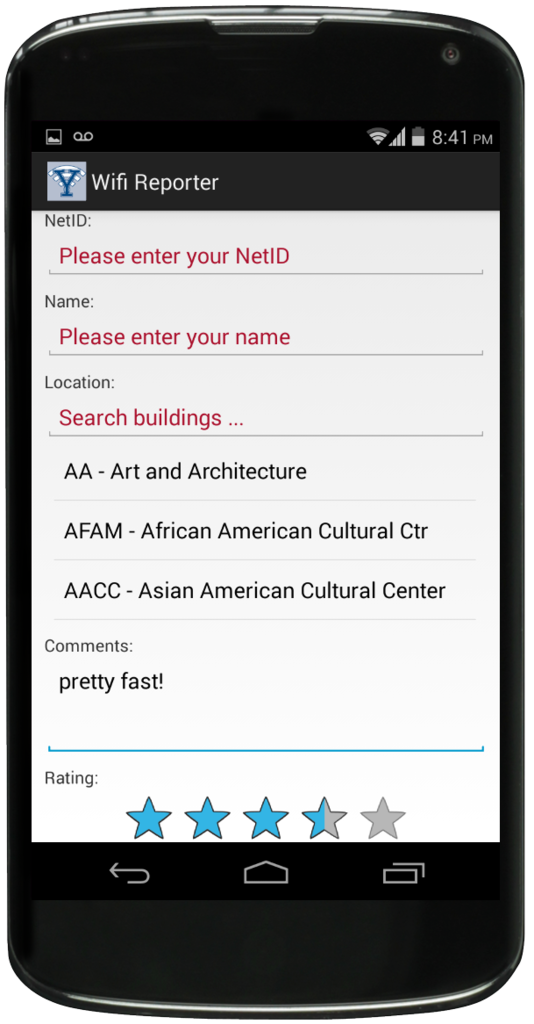 8:41 PM
Wifi Reporter
NetID:
Please enter your NetID
Name:
Please enter your name
Location:
Search buildings ...
AA - Art and Architecture
AFAM - African American Cultural Ctr
AACC - Asian American Cultural Center
Comments:
pretty fast!
Rating: